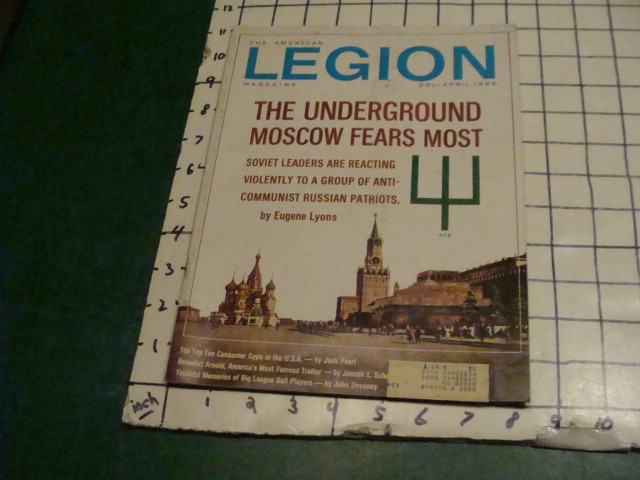 THE AMERICAN
LEGION
MAGAZINE 20c · APRIL 1966
THE UNDERGROUND
MOSCOW FEARS MOST
SOVIET LEADERS ARE REACTING
VIOLENTLY TO A GROUP OF ANTI-
COMMUNIST RUSSIAN PATRIOTS.
by Eugene Lyons
NTS
The Top Ten Consumer Gyps in the U.S.A. — by Jack Pearl
Benedict Arnold, America's Most Famous Traitor — by Joseph L.
Youthful Memories of Big League Ball Players — by John Devaney
12
11
10
9
8
7
6
5
4
3
2
1
inch
1 2 3 4 5 6 7 8 9 10